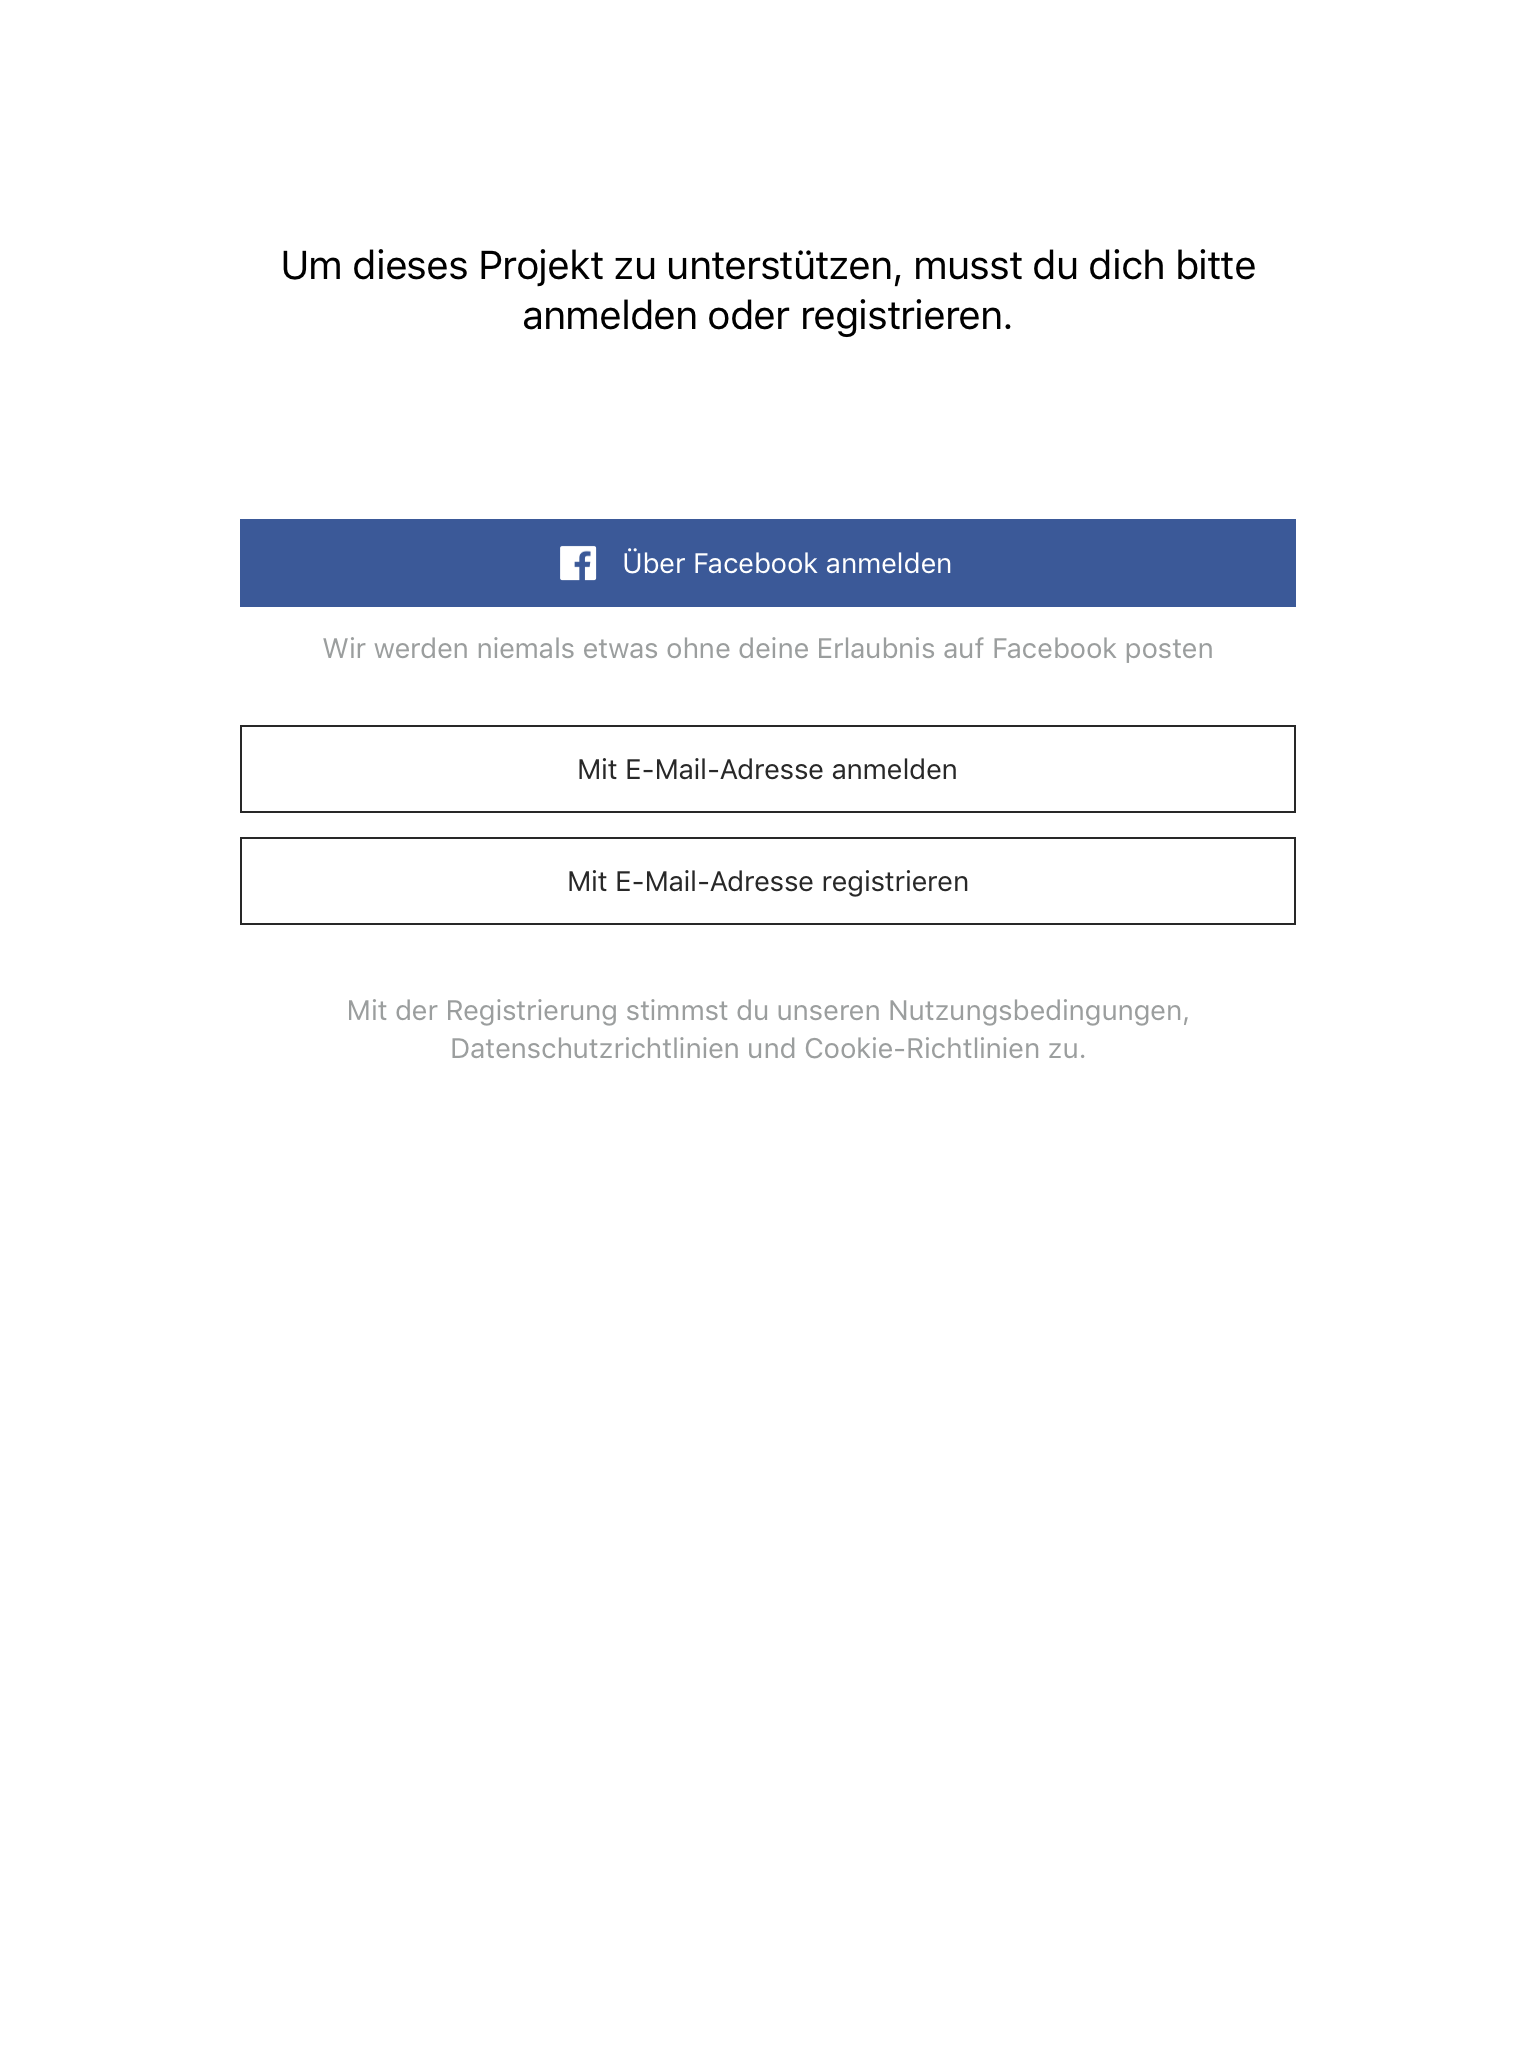 Um dieses Projekt zu unterstützen, musst du dich bitte
anmelden oder registrieren.
Über Facebook anmelden
Wir werden niemals etwas ohne deine Erlaubnis auf Facebook posten
Mit E-Mail-Adresse anmelden
Mit E-Mail-Adresse registrieren
Mit der Registrierung stimmst du unseren Nutzungsbedingungen,
Datenschutzrichtlinien und Cookie-Richtlinien zu.